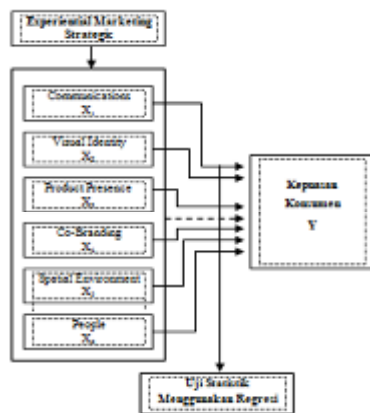 Experiential Marketing
Strategic
Communications
X1
Visual Identity
X2
Product Presence
X3
Co-Branding
X4
Spatial Environment
X5
People
X6
Kepuasan
Konsumen
Y
Uji Statistik
Menggunakan Regresi